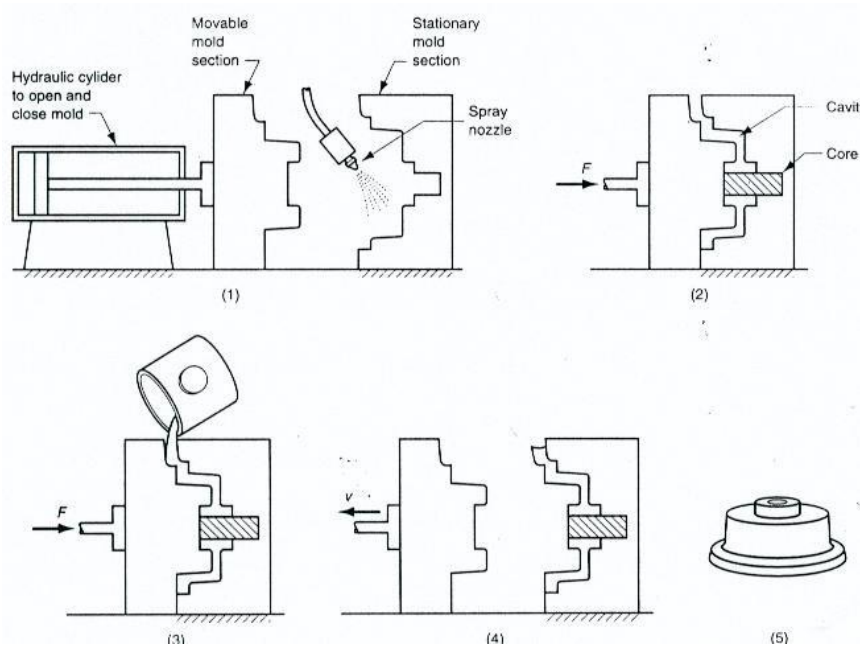 Movable
mold
section
Stationary
mold
section
Hydraulic cylider
to open and
close mold
Spray
nozzle
(1)
Cavit
Core
F
(2)
F
(3)
v
(4)
(5)